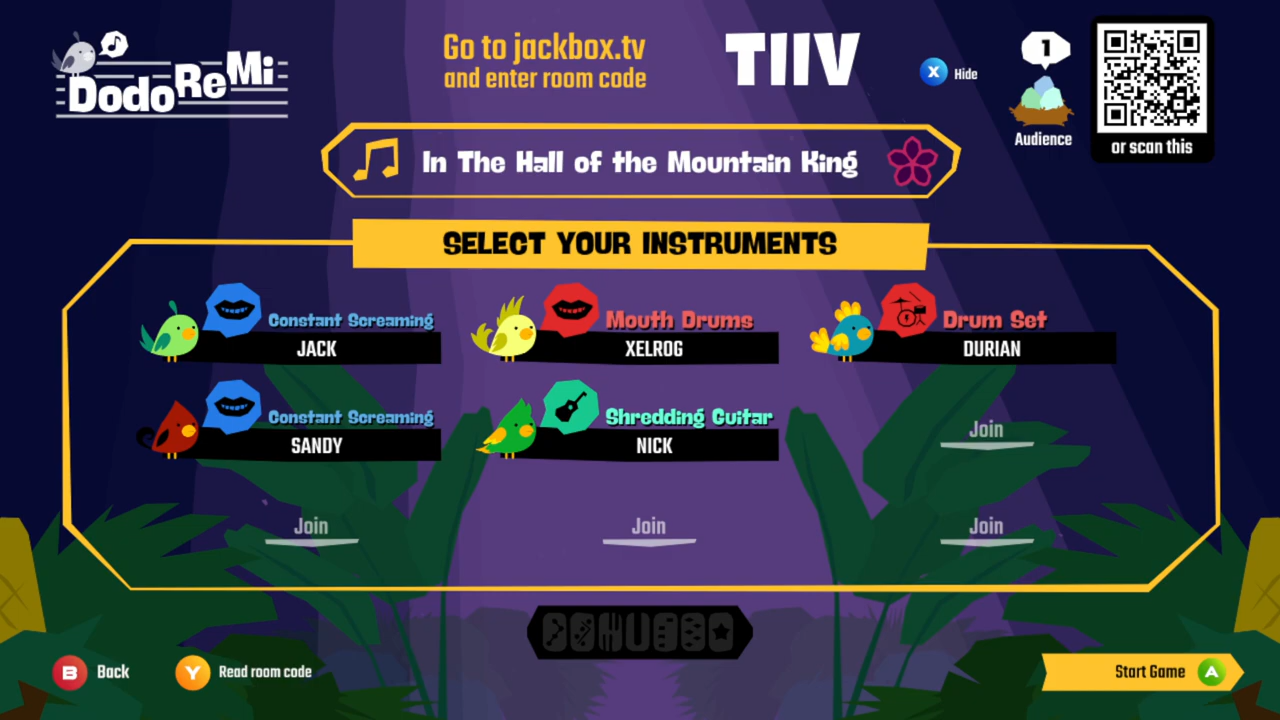 DodoReMi
Go to jackbox.tv
and enter room code
TIIV
X Hide
1
Audience
or scan this
In The Hall of the Mountain King
SELECT YOUR INSTRUMENTS
Constant Screaming
JACK
Mouth Drums
XELROG
Drum Set
DURIAN
Constant Screaming
SANDY
Shredding Guitar
NICK
Join
Join
Join
Join
B Back
Y Read room code
Start Game A